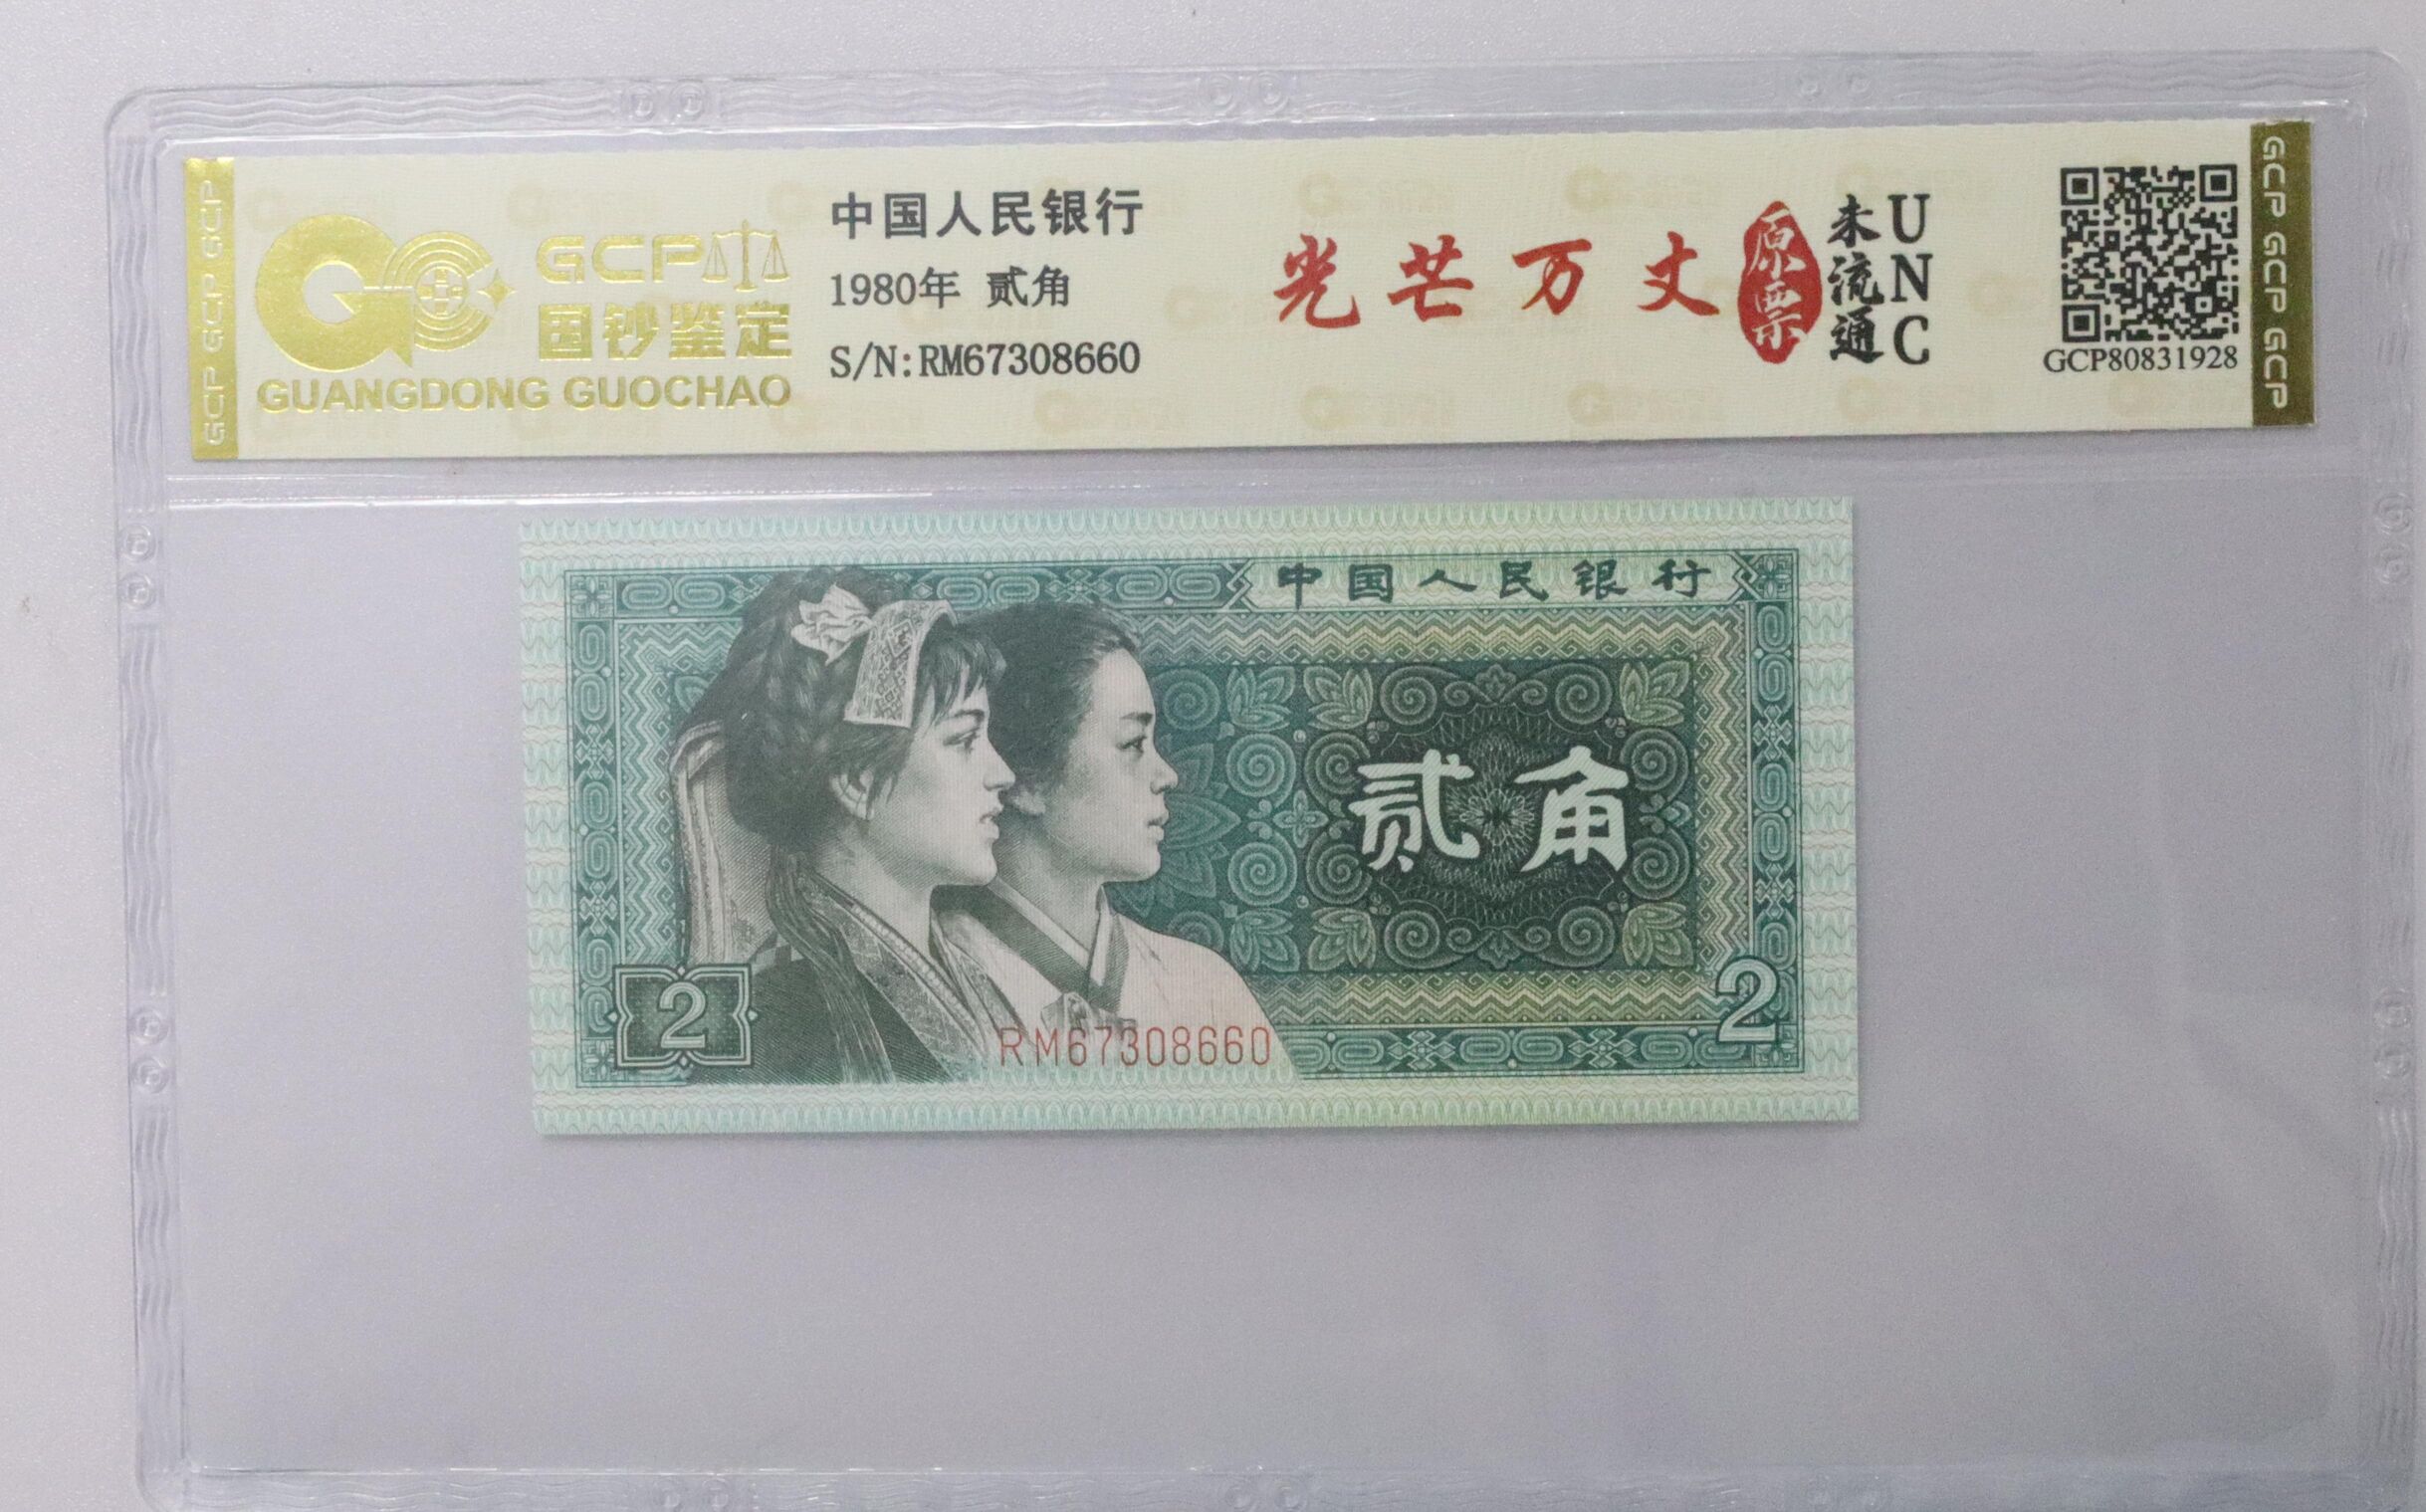 GCP GCP GCP
GCP
国钞鉴定
GUANGDONG GUOCHAO
中国人民银行
1980年 贰角
S/N:RM67308660
光芒万丈
原票
未流通
UNC
GCP80831928
GCP GCP GCP
中国人民银行
贰角
2
2
RM67308660